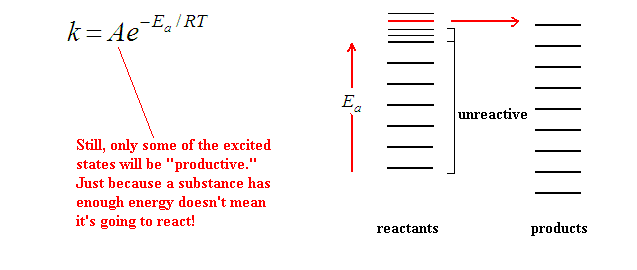 k = Ae^{-E_a / RT}
Still, only some of the excited
states will be "productive."
Just because a substance has
enough energy doesn't mean
it's going to react!
E_a
unreactive
reactants
products